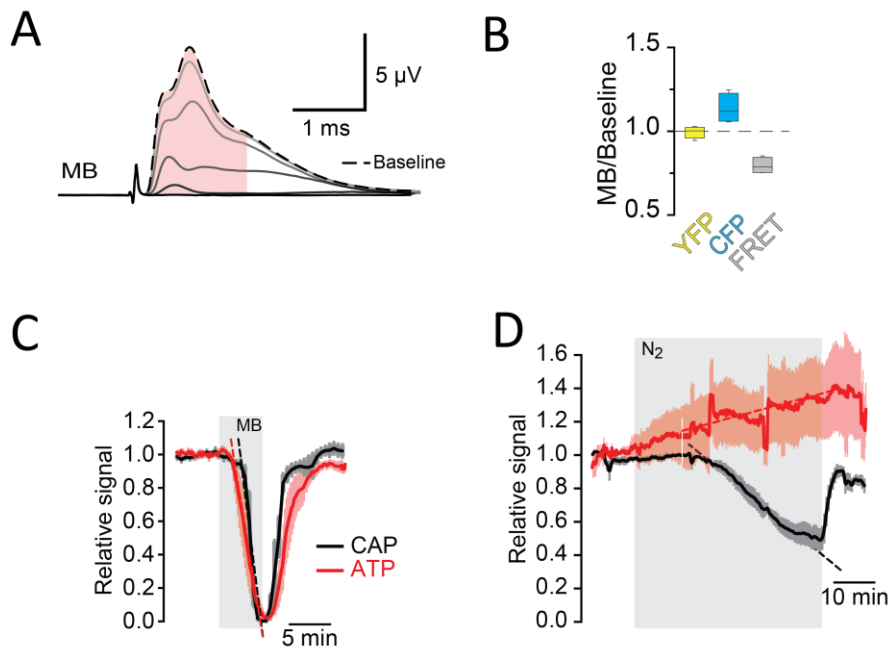 A
5 µV
1 ms
MB
Baseline
B
MB/Baseline
1.5
1.0
0.5
YFP
CFP
FRET
C
Relative signal
1.2
1.0
0.8
0.6
0.4
0.2
0.0
MB
CAP
ATP
5 min
D
Relative signal
1.6
1.4
1.2
1.0
0.8
0.6
0.4
0.2
0.0
N₂
10 min